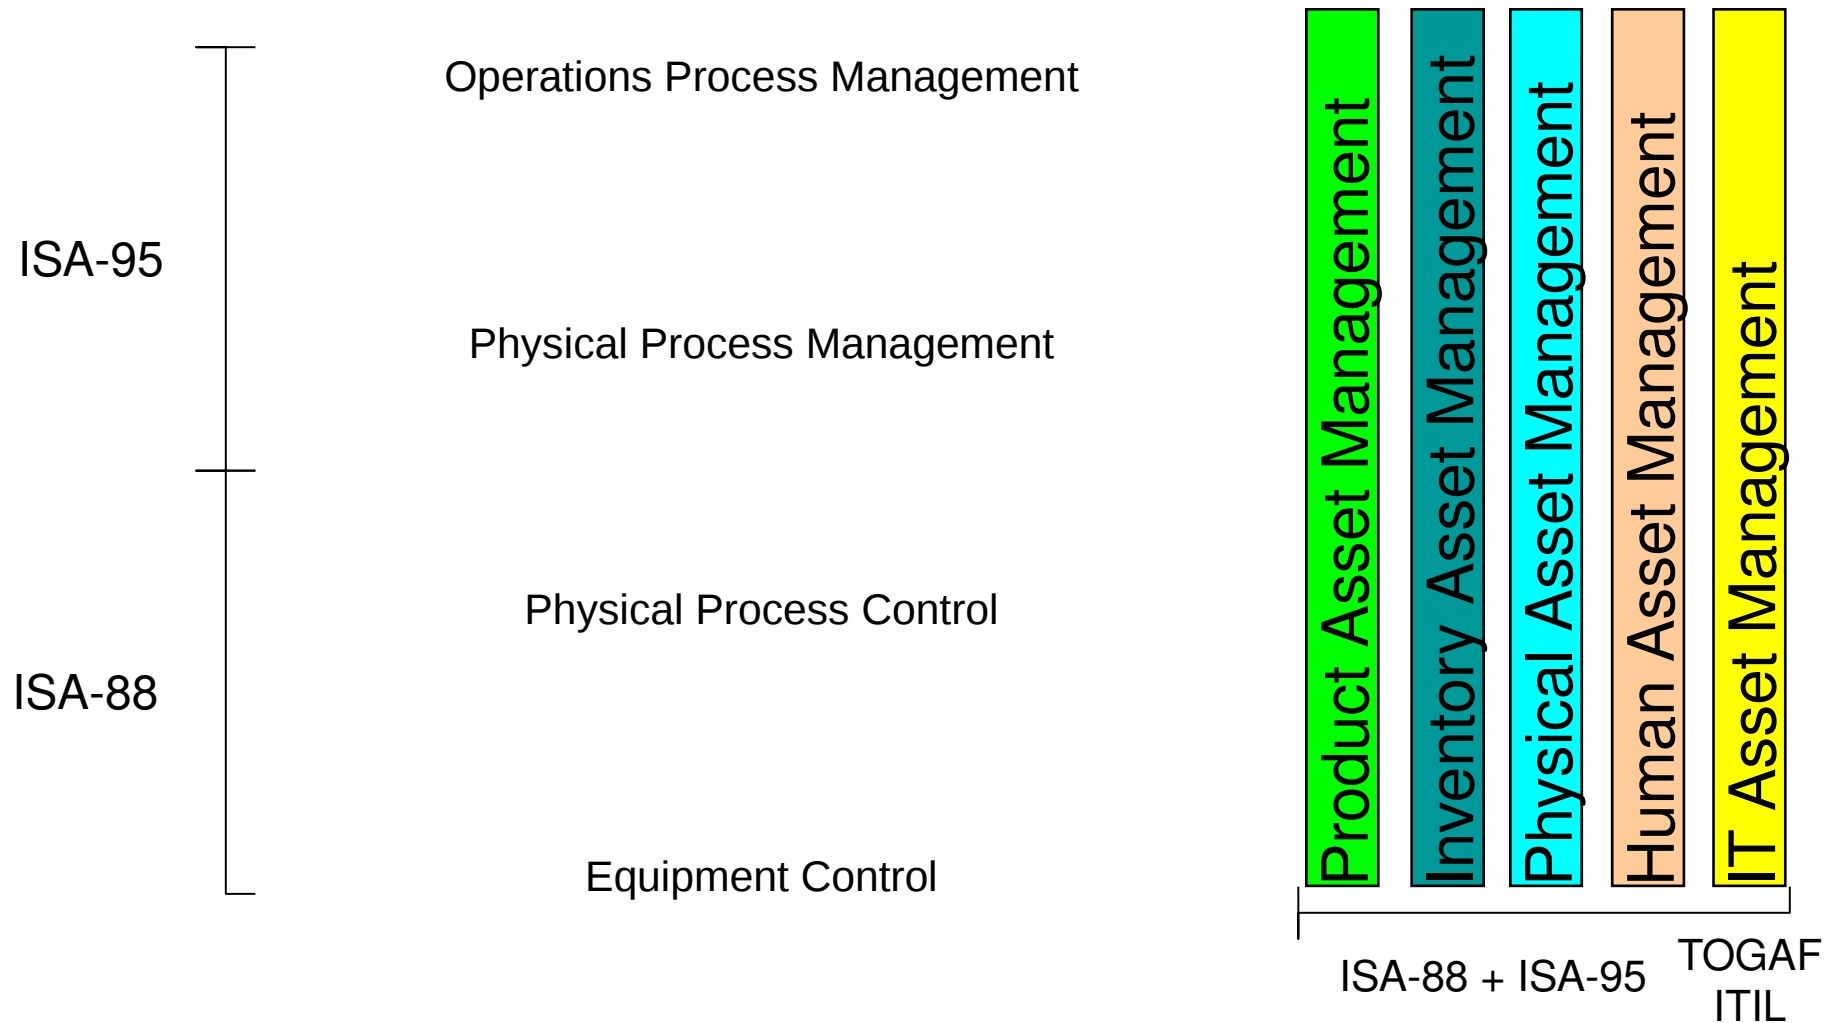 Operations Process Management
ISA-95
Physical Process Management
Physical Process Control
ISA-88
Equipment Control
Product Asset Management
Inventory Asset Management
Physical Asset Management
Human Asset Management
IT Asset Management
ISA-88 + ISA-95
TOGAF
ITIL